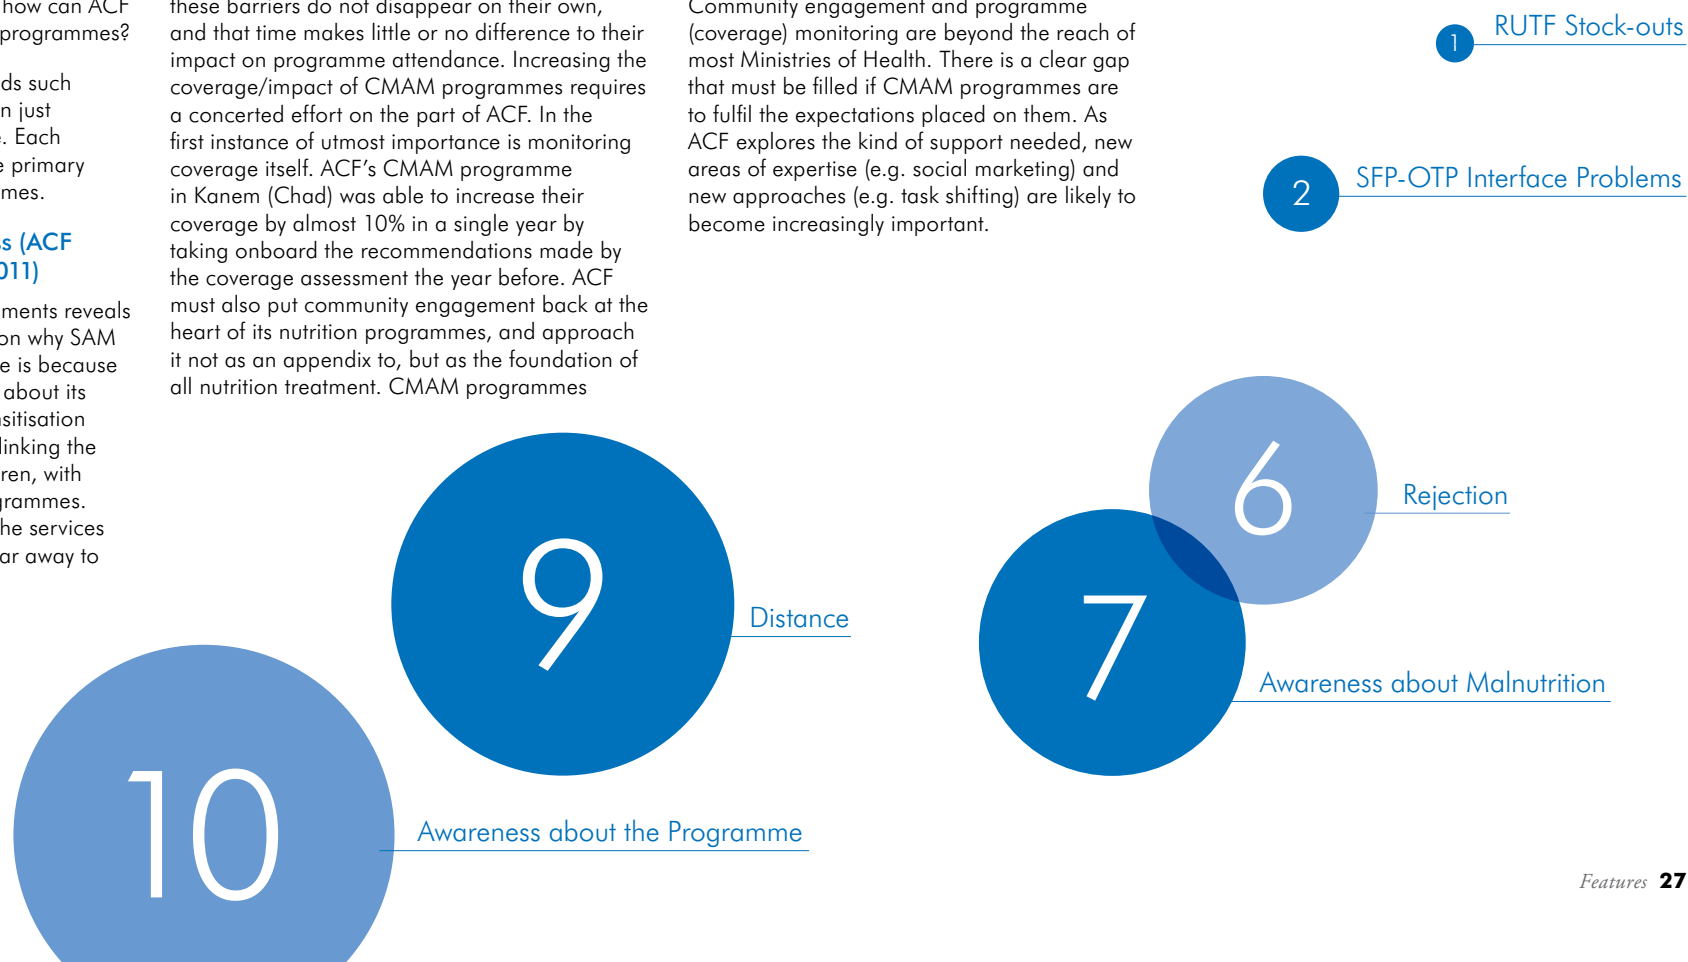 how can ACF
programmes?
ds such
n just
. Each
e primary
mes.
ss (ACF
011)
ments reveals
on why SAM
e is because
about its
nsitisation
linking the
ren, with
grammes.
he services
ar away to
these barriers do not disappear on their own,
and that time makes little or no difference to their
impact on programme attendance. Increasing the
coverage/impact of CMAM programmes requires
a concerted effort on the part of ACF. In the
first instance of utmost importance is monitoring
coverage itself. ACF's CMAM programme
in Kanem (Chad) was able to increase their
coverage by almost 10% in a single year by
taking onboard the recommendations made by
the coverage assessment the year before. ACF
must also put community engagement back at the
heart of its nutrition programmes, and approach
it not as an appendix to, but as the foundation of
all nutrition treatment. CMAM programmes
Community engagement and programme
(coverage) monitoring are beyond the reach of
most Ministries of Health. There is a clear gap
that must be filled if CMAM programmes are
to fulfil the expectations placed on them. As
ACF explores the kind of support needed, new
areas of expertise (e.g. social marketing) and
new approaches (e.g. task shifting) are likely to
become increasingly important.
1 RUTF Stock-outs
2 SFP-OTP Interface Problems
6 Rejection
7 Awareness about Malnutrition
9 Distance
10 Awareness about the Programme
Features 27